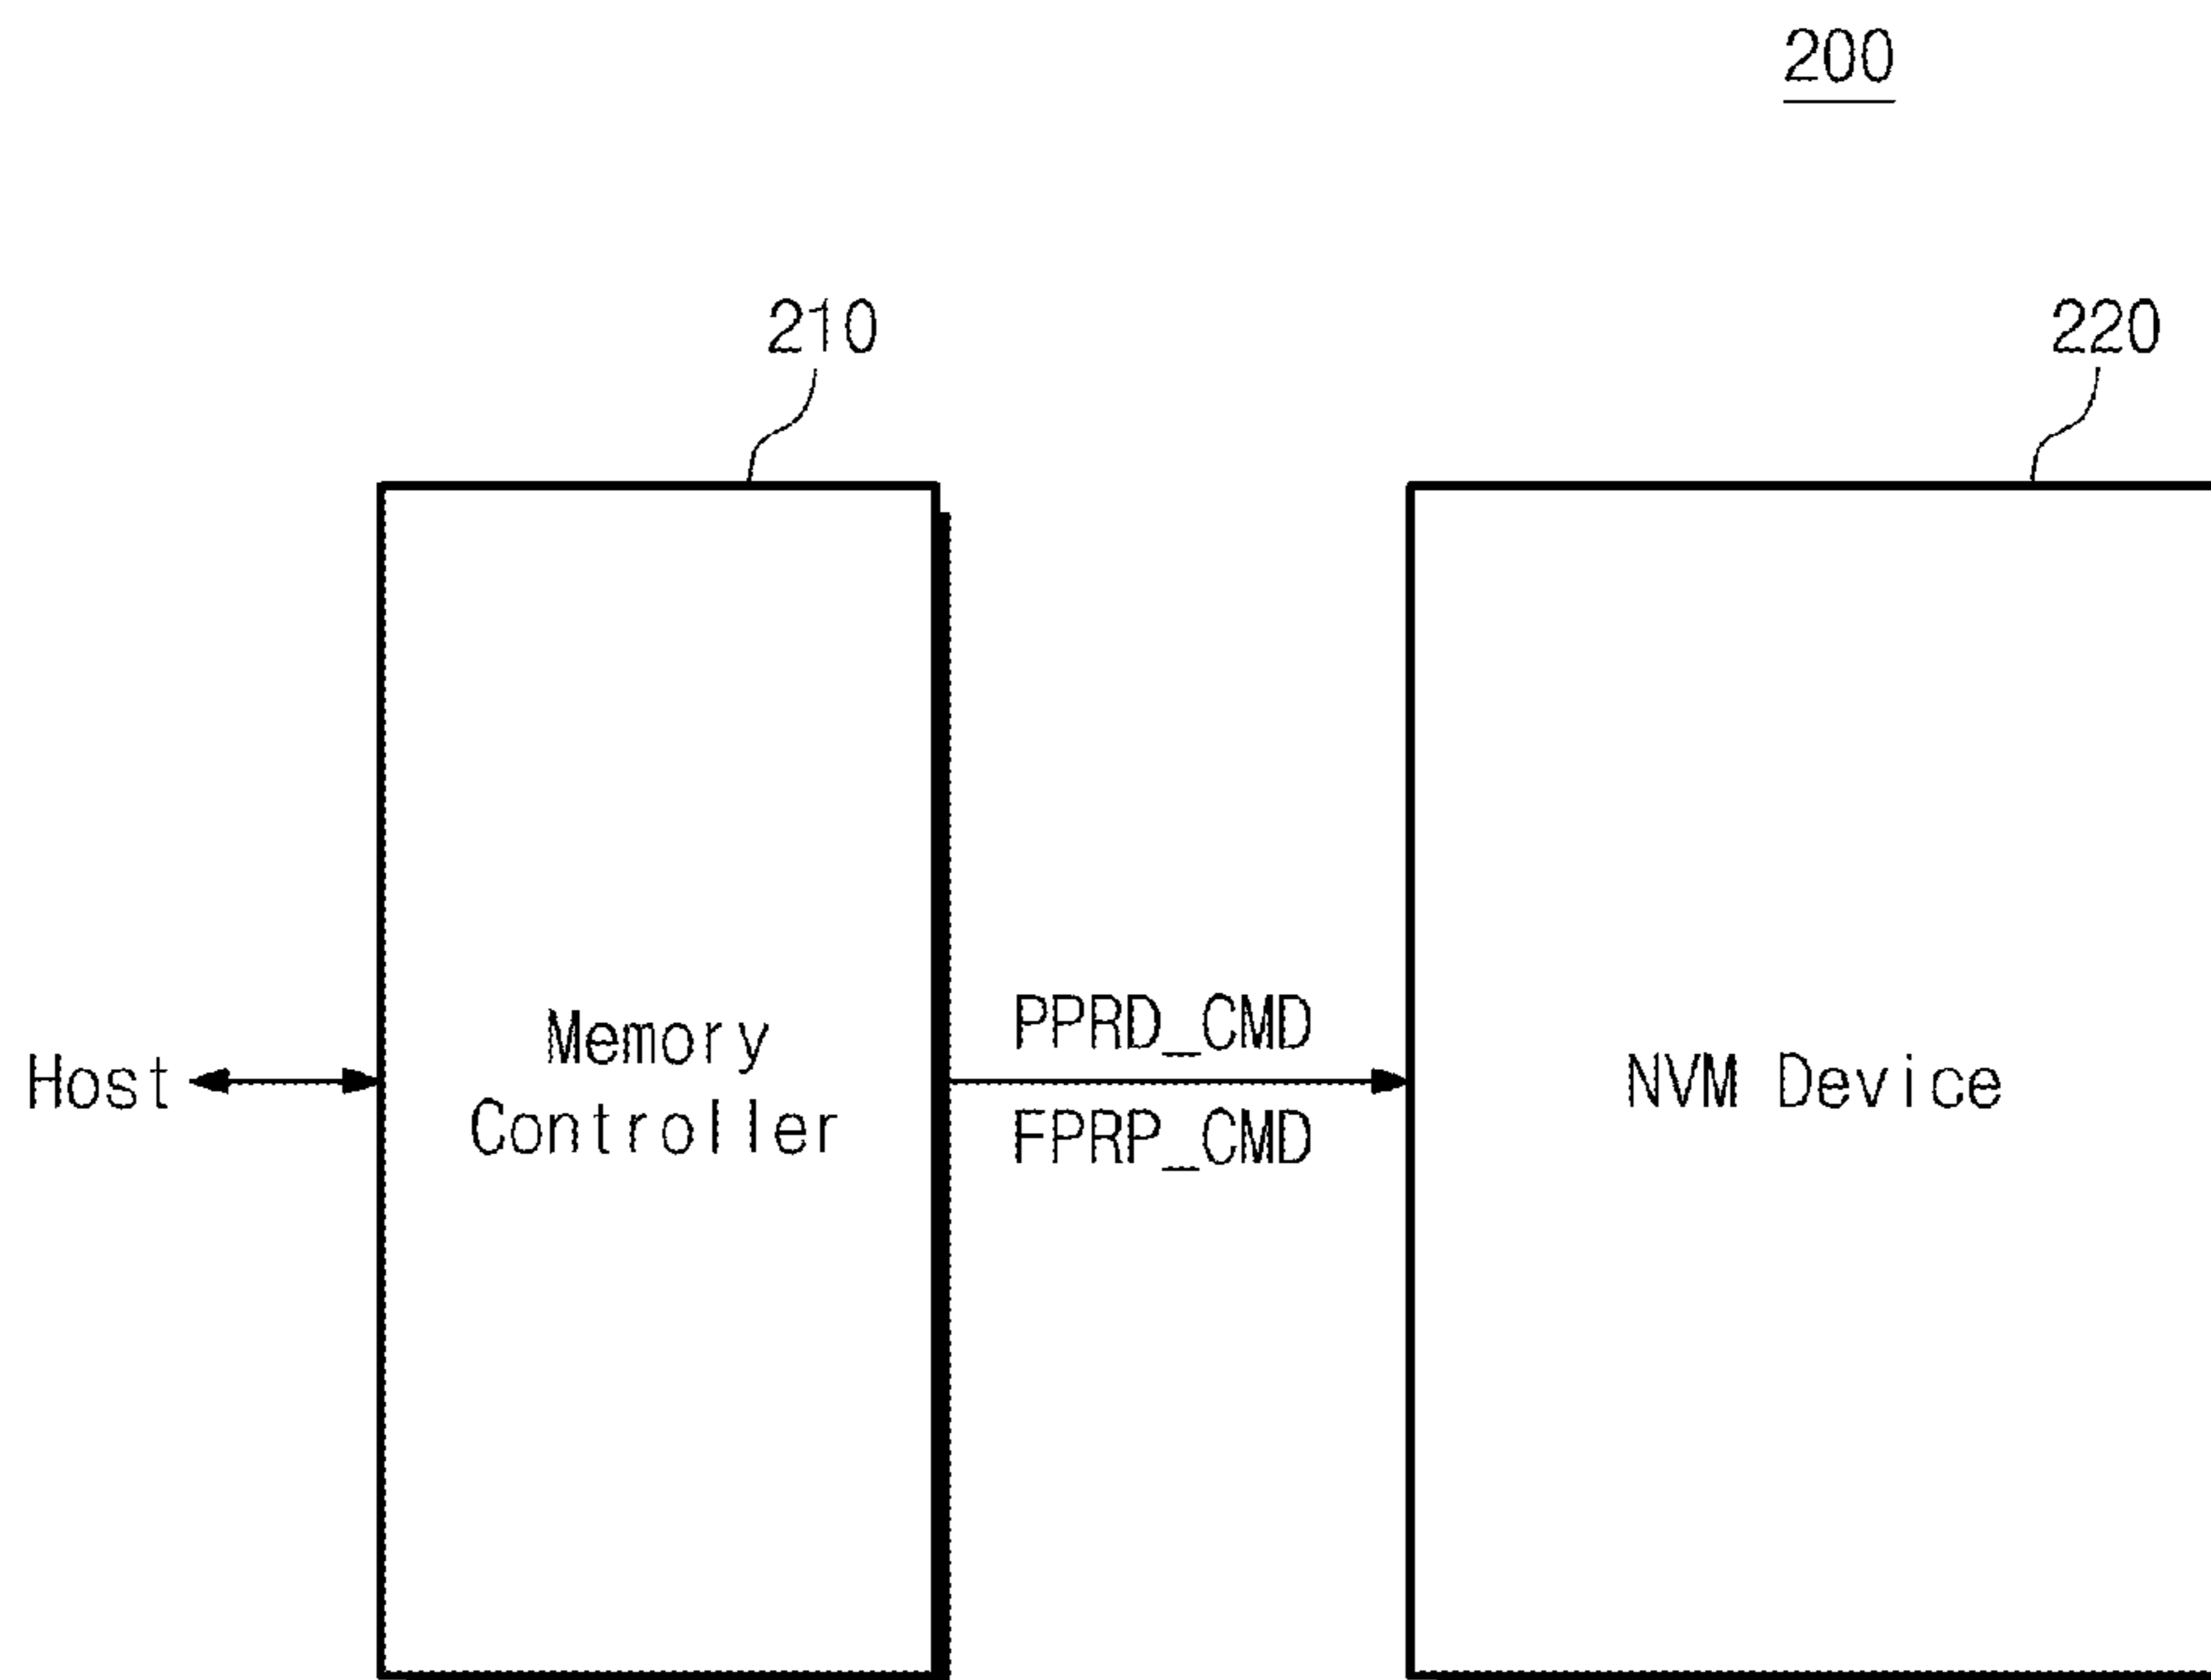 200
210
220
Host
Memory
Controller
PPRD_CMD
FPRP_CMD
NVM Device